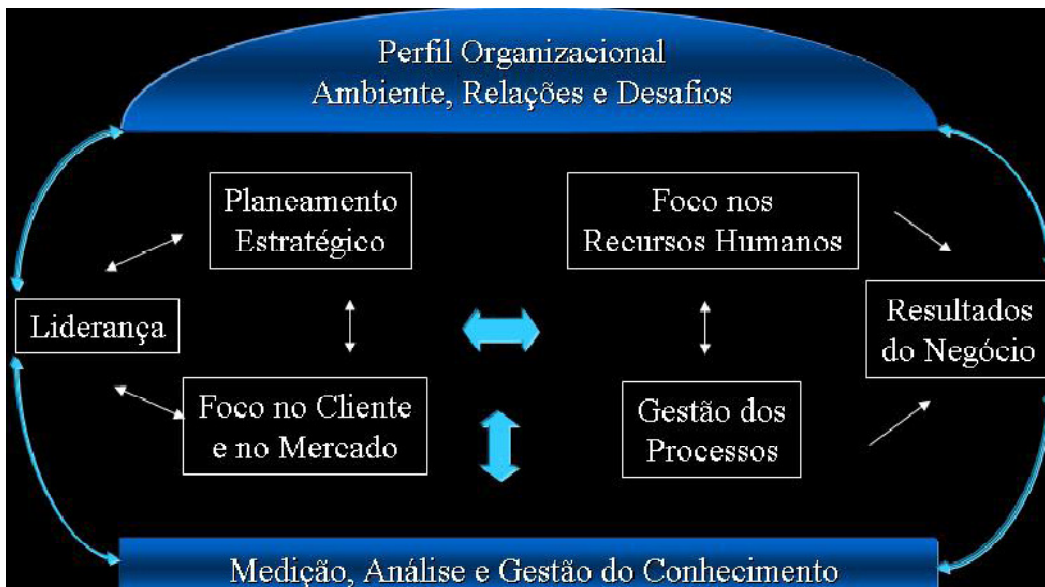 Perfil Organizacional
Ambiente, Relações e Desafios
Planeamento
Estratégico
Foco nos
Recursos Humanos
Liderança
Resultados
do Negócio
Foco no Cliente
e no Mercado
Gestão dos
Processos
Medição, Análise e Gestão do Conhecimento